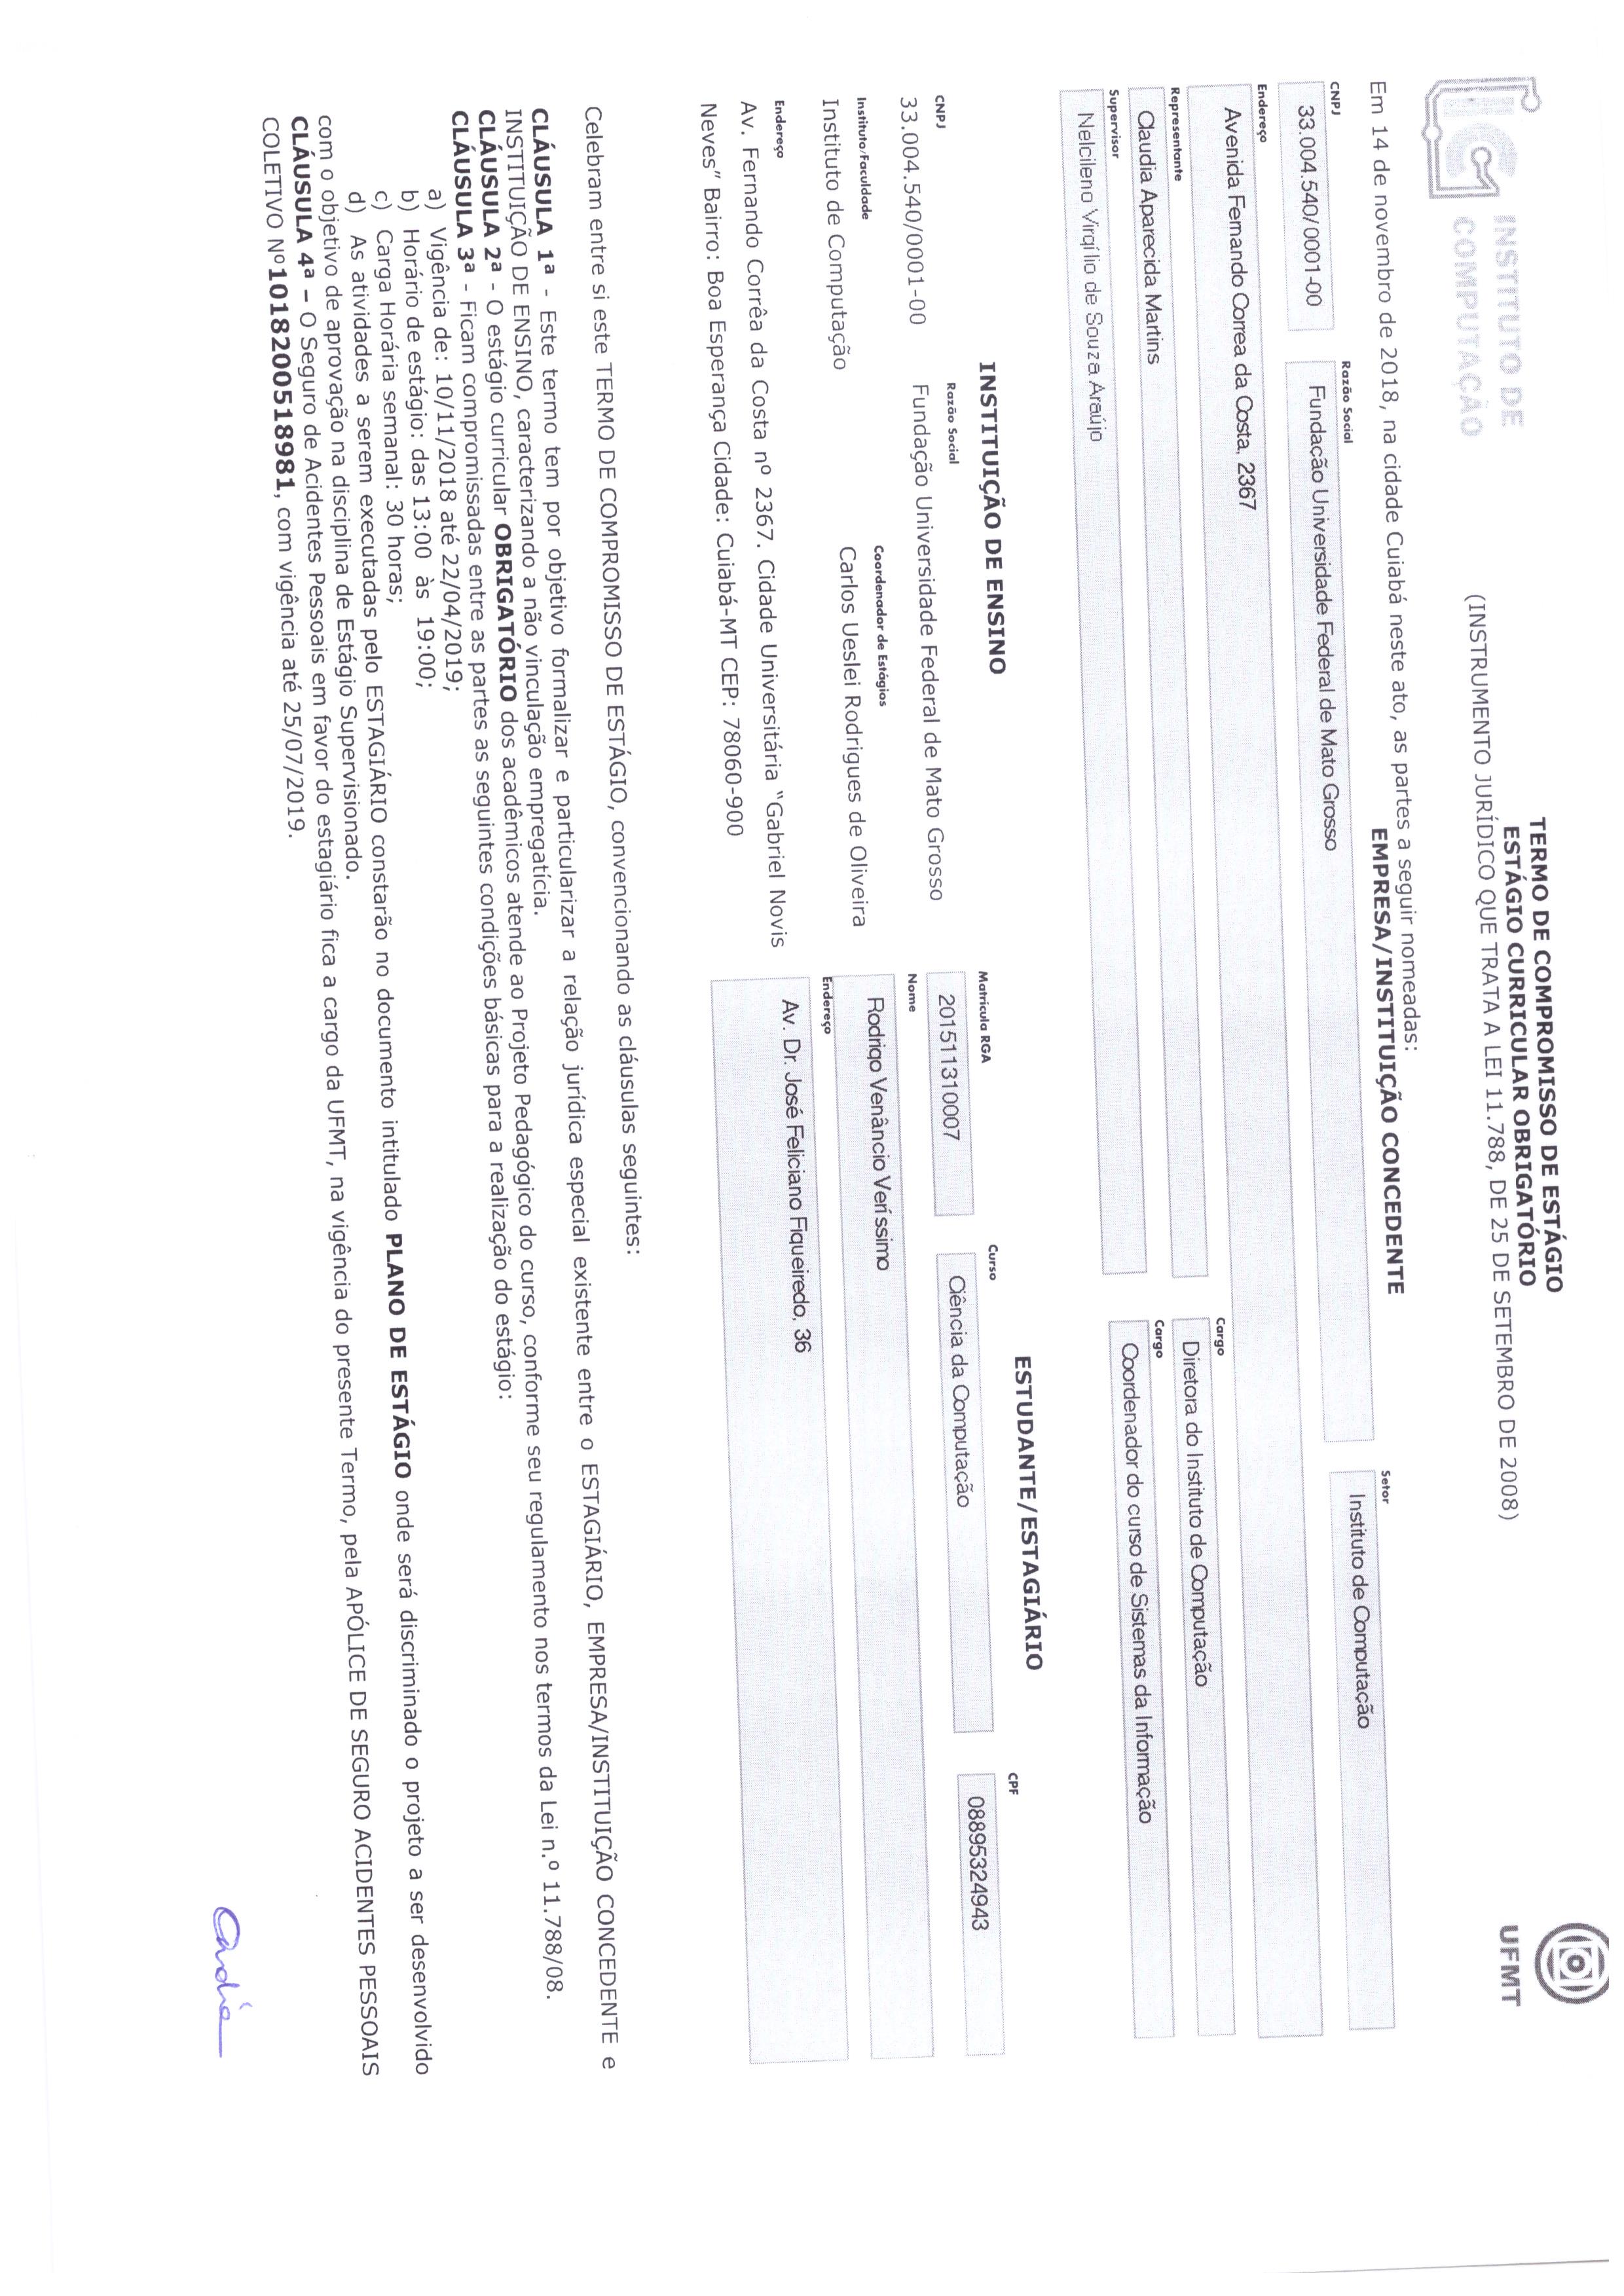 INSTITUTO DE
COMPUTAÇÃO
TERMO DE COMPROMISSO DE ESTÁGIO
ESTÁGIO CURRICULAR OBRIGATÓRIO
(INSTRUMENTO JURÍDICO QUE TRATA A LEI 11.788, DE 25 DE SETEMBRO DE 2008)
UFMT
Em 14 de novembro de 2018, na cidade Cuiabá neste ato, as partes a seguir nomeadas:
EMPRESA/INSTITUIÇÃO CONCEDENTE
CNPJ
33.004.540/0001-00
Razão Social
Fundação Universidade Federal de Mato Grosso
Setor
Instituto de Computação
Endereço
Avenida Fernando Correa da Costa, 2367
Representante
Claudia Aparecida Martins
Cargo
Diretora do Instituto de Computação
Supervisor
Nelcileno Virgílio de Souza Araújo
Cargo
Coordenador do curso de Sistemas da Informação
INSTITUIÇÃO DE ENSINO
CNPJ
33.004.540/0001-00
Razão Social
Fundação Universidade Federal de Mato Grosso
Instituto/Faculdade
Instituto de Computação
Coordenador de Estágios
Carlos Ueslei Rodrigues de Oliveira
Endereço
Av. Fernando Corrêa da Costa nº 2367. Cidade Universitária "Gabriel Novis
Neves" Bairro: Boa Esperança Cidade: Cuiabá-MT CEP: 78060-900
ESTUDANTE/ESTAGIÁRIO
Matricula RGA
201511310007
Curso
Ciência da Computação
CPF
08895324943
Nome
Rodrigo Venâncio Veríssimo
Endereço
Av. Dr. José Feliciano Figueiredo, 36
Celebram entre si este TERMO DE COMPROMISSO DE ESTÁGIO, convencionando as cláusulas seguintes:
CLÁUSULA 1ª - Este termo tem por objetivo formalizar e particularizar a relação jurídica especial existente entre o ESTAGIÁRIO, EMPRESA/INSTITUIÇÃO CONCEDENTE e
INSTITUIÇÃO DE ENSINO, caracterizando a não vinculação empregatícia.
CLÁUSULA 2ª - O estágio curricular OBRIGATÓRIO dos acadêmicos atende ao Projeto Pedagógico do curso, conforme seu regulamento nos termos da Lei n.º 11.788/08.
CLÁUSULA 3ª - Ficam compromissadas entre as partes as seguintes condições básicas para a realização do estágio:
a) Vigência de: 10/11/2018 até 22/04/2019;
b) Horário de estágio: das 13:00 às 19:00;
c) Carga Horária semanal: 30 horas;
d) As atividades a serem executadas pelo ESTAGIÁRIO constarão no documento intitulado PLANO DE ESTÁGIO onde será discriminado o projeto a ser desenvolvido
com o objetivo de aprovação na disciplina de Estágio Supervisionado.
CLÁUSULA 4ª – O Seguro de Acidentes Pessoais em favor do estagiário fica a cargo da UFMT, na vigência do presente Termo, pela APÓLICE DE SEGURO ACIDENTES PESSOAIS
COLETIVO Nº1018200518981, com vigência até 25/07/2019.